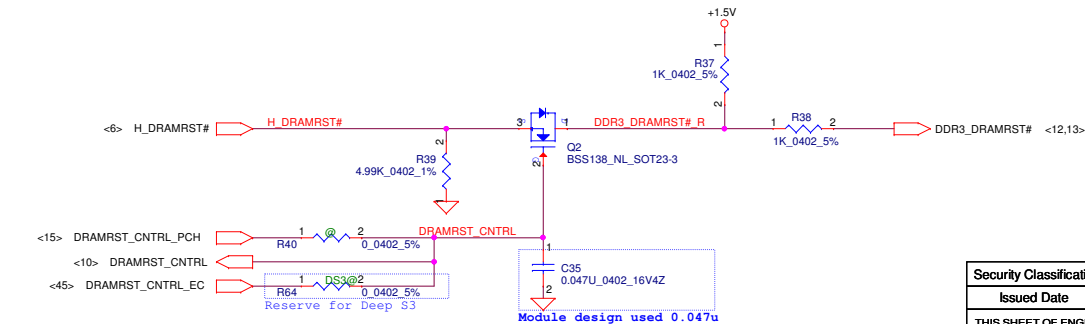 +1.5V
1
R37
1K_0402_5%
2
<6> H_DRAMRST#
H_DRAMRST#
3
1
DDR3_DRAMRST#_R
1
R38
2
1K_0402_5%
DDR3_DRAMRST# <12,13>
Q2
BSS138_NL_SOT23-3
2
2
R39
4.99K_0402_1%
1
<15> DRAMRST_CNTRL_PCH
1
@
2
R40
0_0402_5%
DRAMRST_CNTRL
<10> DRAMRST_CNTRL
<45> DRAMRST_CNTRL_EC
1
DS3@
2
R64
0_0402_5%
Reserve for Deep S3
1
C35
0.047U_0402_16V4Z
2
Module design used 0.047u
Security Classificati
Issued Date
THIS SHEET OF ENG